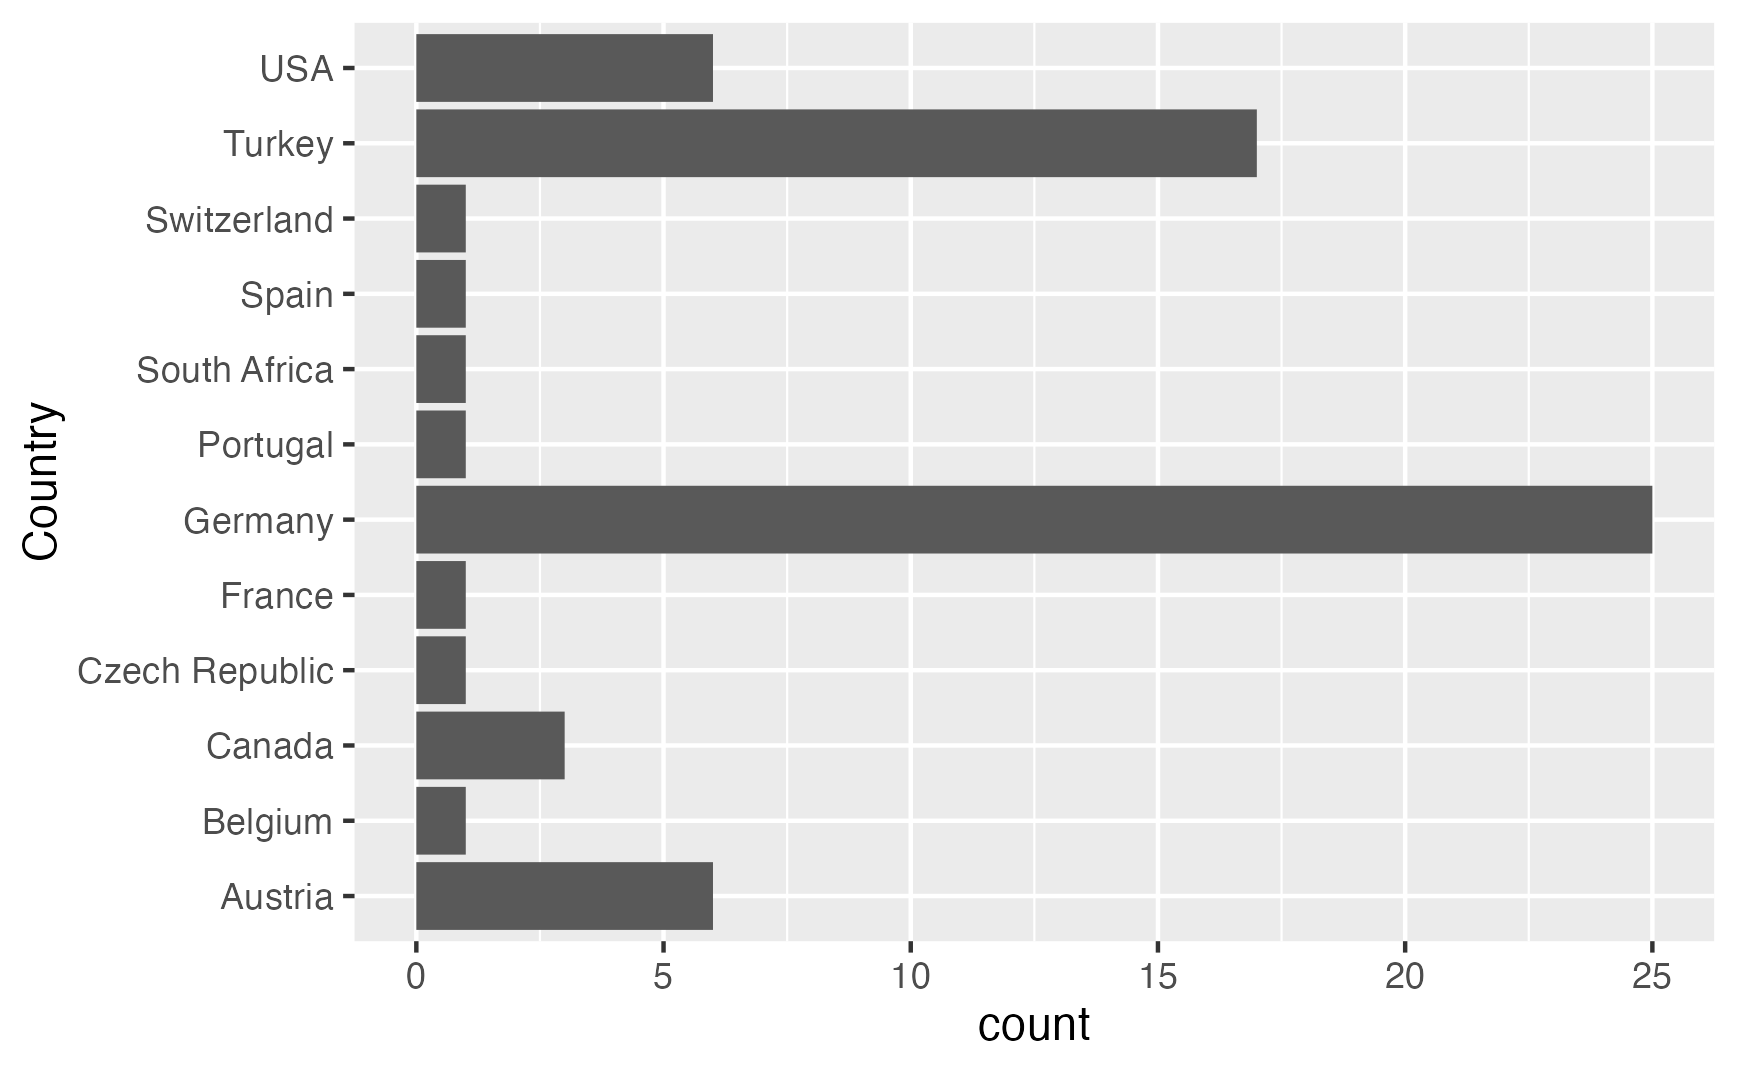 USA
Turkey
Switzerland
Spain
South Africa
Portugal
Germany
France
Czech Republic
Canada
Belgium
Austria
Country
0 5 10 15 20 25
count